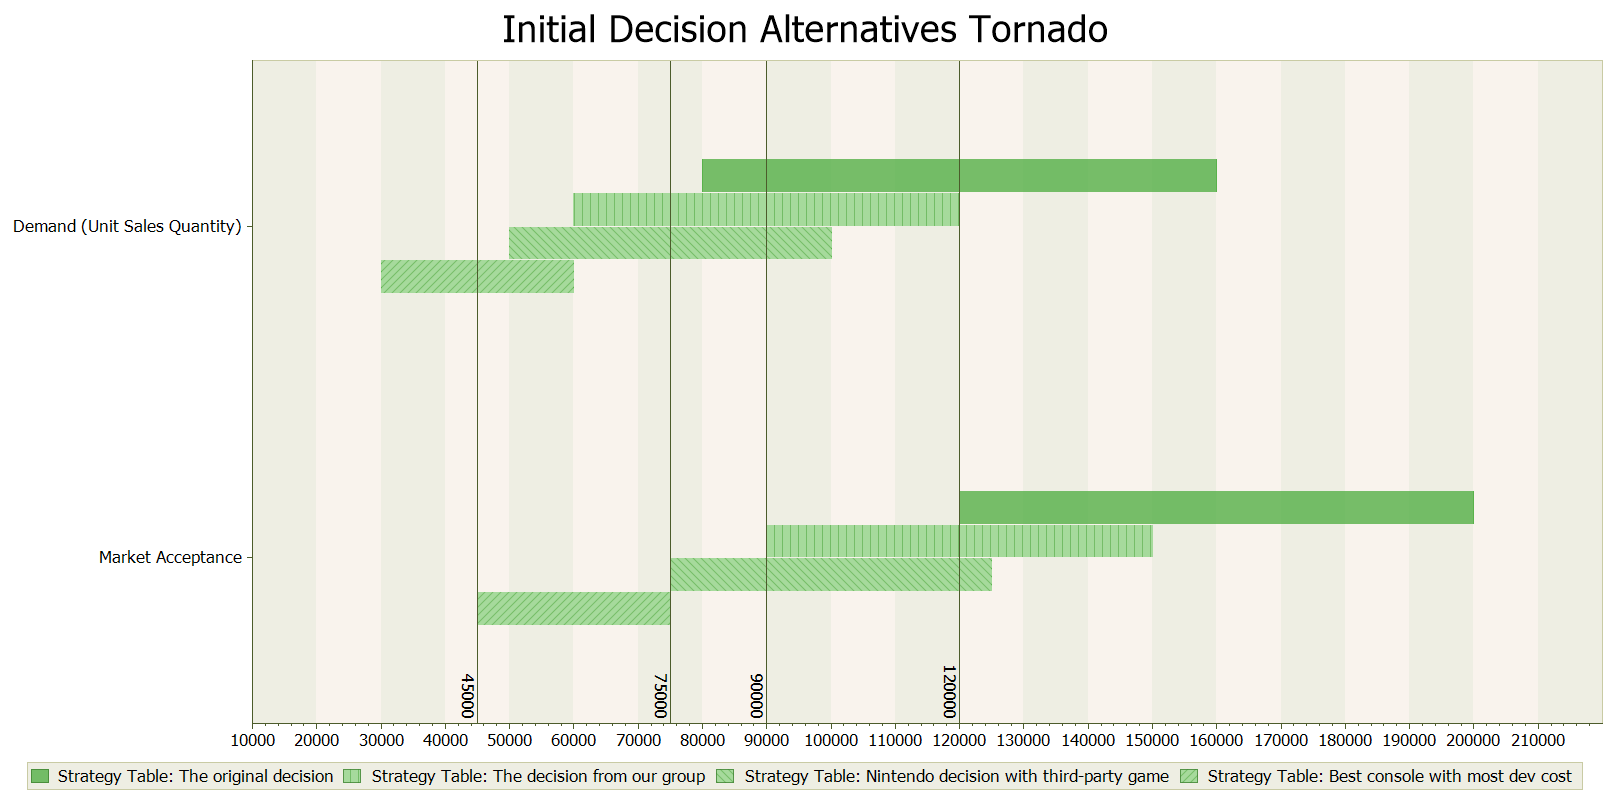 Initial Decision Alternatives Tornado
Demand (Unit Sales Quantity)
Market Acceptance
45000
75000
90000
120000
10000 20000 30000 40000 50000 60000 70000 80000 90000 100000 110000 120000 130000 140000 150000 160000 170000 180000 190000 200000 210000
Strategy Table: The original decision Strategy Table: The decision from our group Strategy Table: Nintendo decision with third-party game Strategy Table: Best console with most dev cost